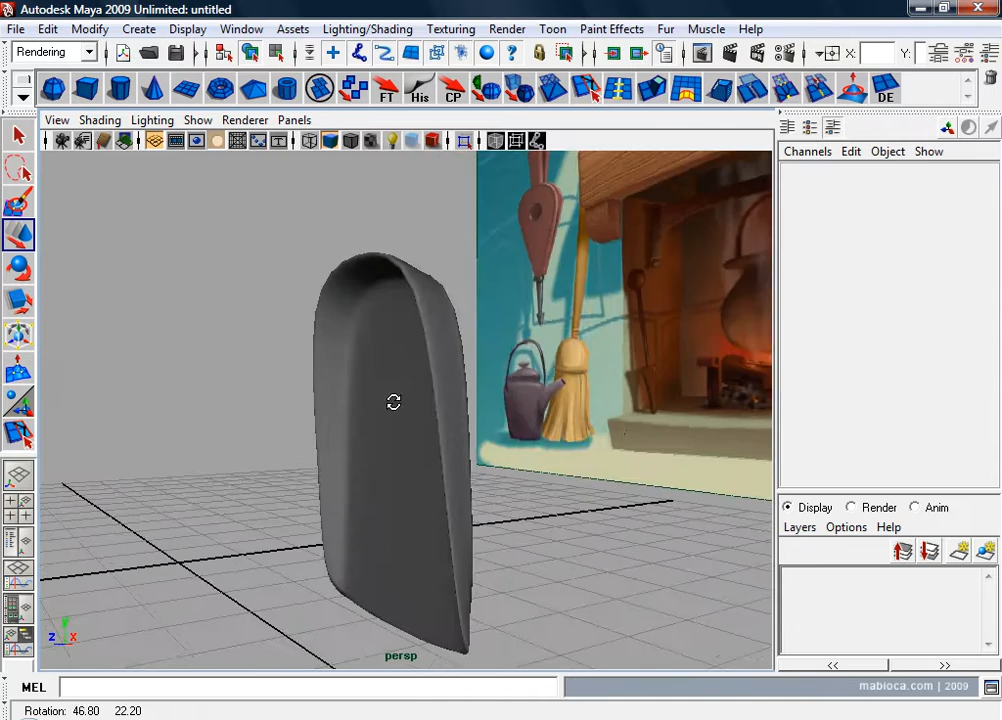 Autodesk Maya 2009 Unlimited: untitled
File Edit Modify Create Display Window Assets Lighting/Shading Texturing Render Toon Paint Effects Fur Muscle Help
Rendering X: Y:
FT His CP DE
View Shading Lighting Show Renderer Panels
Channels Edit Object Show
Display Render Anim
Layers Options Help
y
z x
persp
<< >>
MEL mabioca.com | 2009
Rotation: 46.80 22.20